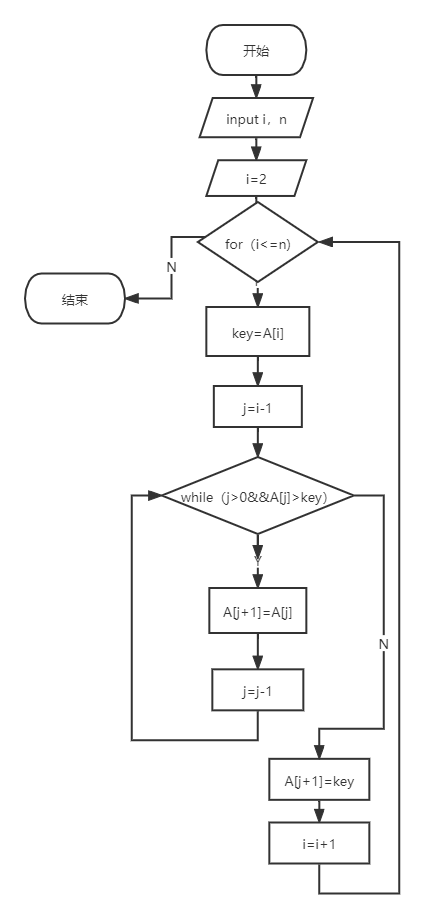 开始
input i，n
i=2
for（i<=n）
N
结束
key=A[i]
j=i-1
while（j>0&&A[j]>key）
Y
A[j+1]=A[j]
N
j=j-1
A[j+1]=key
i=i+1